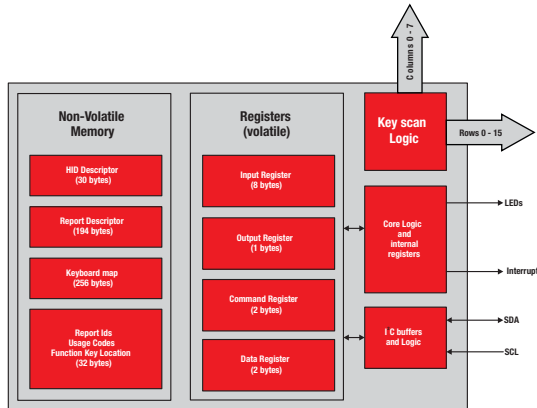 Columns 0 - 7
Non-Volatile
Memory
HID Descriptor
(30 bytes)
Report Descriptor
(194 bytes)
Keyboard map
(256 bytes)
Report Ids
Usage Codes
Function Key Location
(32 bytes)
Registers
(volatile)
Input Register
(8 bytes)
Output Register
(1 byte)
Command Register
(2 bytes)
Data Register
(2 bytes)
Key scan
Logic
Rows 0 - 15
Core Logic
and
internal
registers
I C buffers
and Logic
LEDs
Interrupt
SDA
SCL